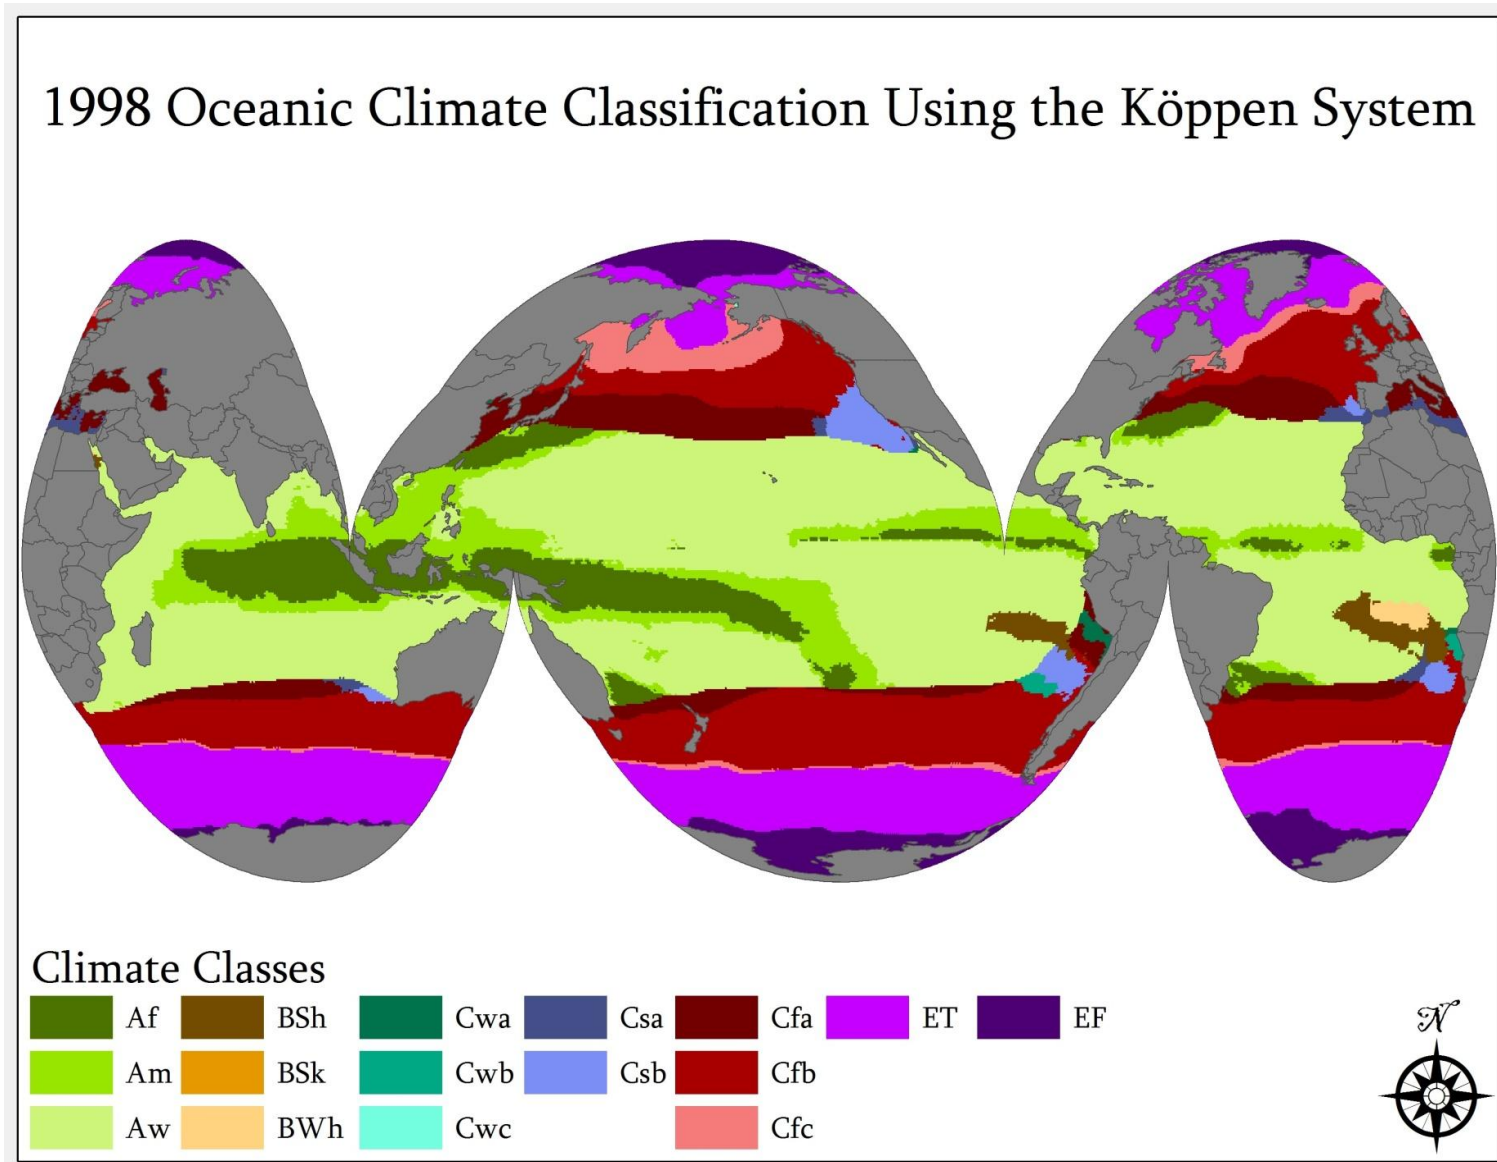 1998 Oceanic Climate Classification Using the Köppen System
Climate Classes
Af BSh Cwa Csa Cfa ET EF
Am BSk Cwb Csb Cfb
Aw BWh Cwc Cfc
N